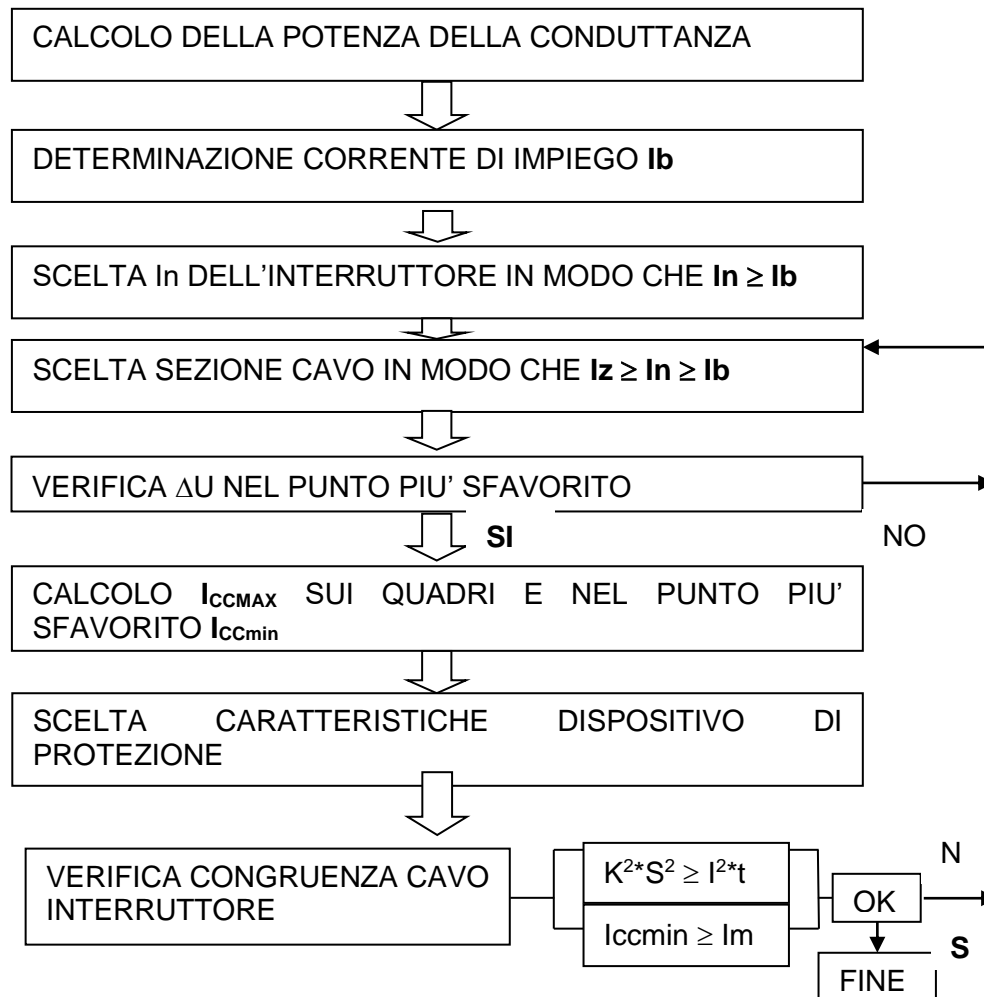 CALCOLO DELLA POTENZA DELLA CONDUTTANZA
DETERMINAZIONE CORRENTE DI IMPIEGO Ib
SCELTA In DELL'INTERRUTTORE IN MODO CHE In ≥ Ib
SCELTA SEZIONE CAVO IN MODO CHE Iz ≥ In ≥ Ib
VERIFICA ∆U NEL PUNTO PIU' SFAVORITO
SI
NO
CALCOLO I_CCMAX SUI QUADRI E NEL PUNTO PIU'
SFAVORITO I_CCmin
SCELTA CARATTERISTICHE DISPOSITIVO DI
PROTEZIONE
VERIFICA CONGRUENZA CAVO
INTERRUTTORE
K²*S² ≥ I²*t
Iccmin ≥ Im
OK
N
S
FINE